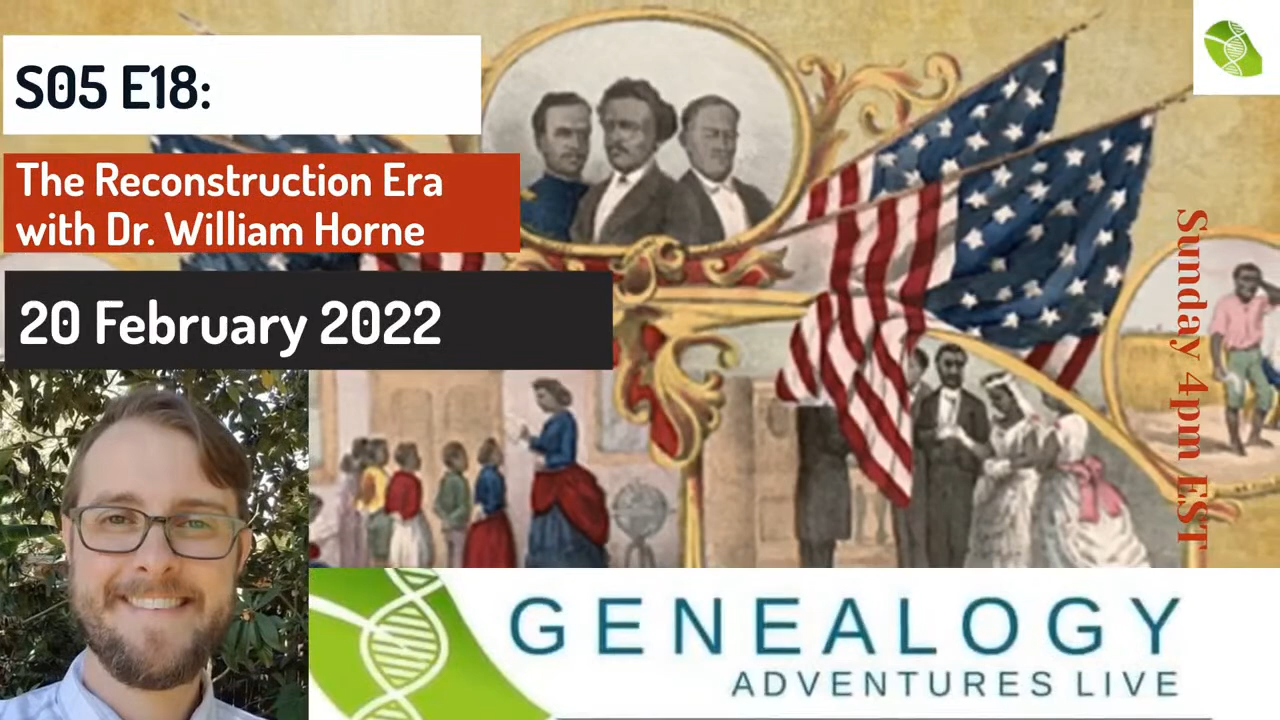 S05 E18:
The Reconstruction Era
with Dr. William Horne
20 February 2022
Sunday 4pm EST
GENEALOGY
ADVENTURES LIVE